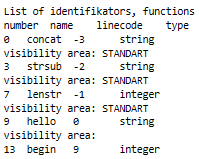 List of identifikators, functions
number name linecode type
0 concat -3 string
visibility area: STANDART
3 strsub -2 string
visibility area: STANDART
7 lenstr -1 integer
visibility area: STANDART
9 hello 0 string
visibility area:
13 begin 9 integer